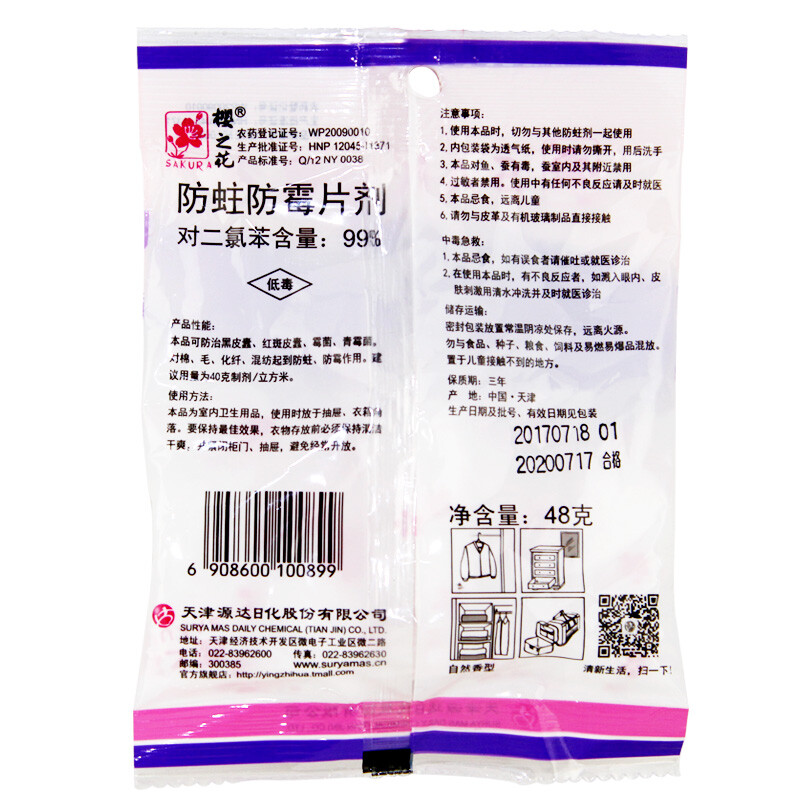 樱之花®
SAKURA
农药登记证号：WP20090010
生产批准证号：HNP 12045-I1371
产品标准号：Q/12 NY 0038
防蛀防霉片剂
对二氯苯含量：99%
低毒
产品性能：
本品可防治黑皮蠹、红斑皮蠹、霉菌、青霉菌。
对棉、毛、化纤、混纺起到防蛀、防霉作用。建
议用量为40克制剂/立方米。
使用方法：
本品为室内卫生用品，使用时放于抽屉、衣箱角
落。要保持最佳效果，衣物存放前必须保持洗洁
干爽，并紧闭柜门、抽屉，避免经常开放。
6 908600 100899
天津源达日化股份有限公司
SURYA MAS DAILY CHEMICAL (TIAN JIN) CO., LTD.
地址：天津经济技术开发区微电子工业区微二路
电话：022-83962600 传真：022-83962630
邮编：300385 www.suryamas.cn
官方旗舰店：http://yingzhihua.tmall.com
注意事项：
1. 使用本品时，切勿与其他防蛀剂一起使用
2. 内包装袋为透气纸，使用时请勿撕开，用后洗手
3. 本品对鱼、蚕有毒，蚕室内及其附近禁用
4. 过敏者禁用。使用中有任何不良反应请及时就医
5. 本品忌食，远离儿童
6. 请勿与皮革及有机玻璃制品直接接触
中毒急救：
1. 本品忌食，如有误食者请催吐或就医诊治
2. 在使用本品时，有不良反应者，如溅入眼内、皮
肤刺激用清水冲洗并及时就医诊治
储存运输：
密封包装放置常温阴凉处保存，远离火源。
勿与食品、种子、粮食、饲料及易燃易爆品混放。
置于儿童接触不到的地方。
保质期：三年
产 地：中国·天津
生产日期及批号、有效日期见包装
20170718 01
20200717 合格
净含量：48克
自然香型
清新生活，扫一下!